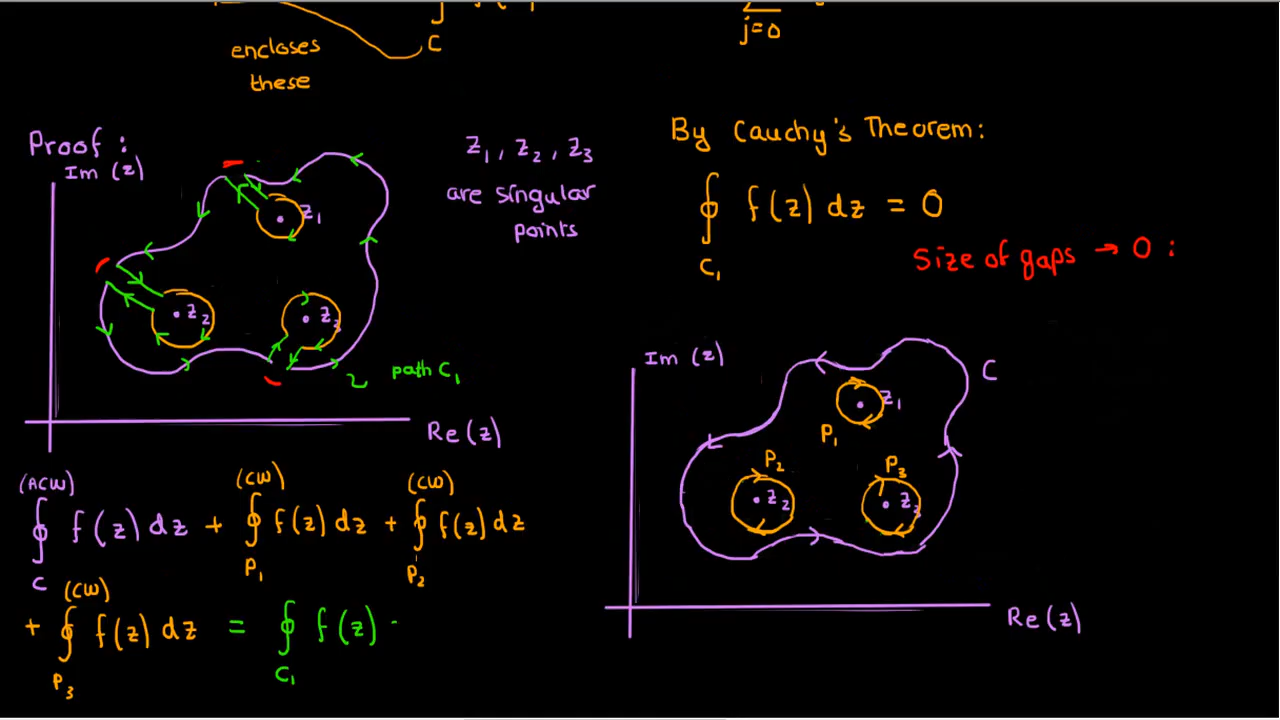 C
j=0
encloses
these
Proof :
Im (z)
z₁
z₂
z₃
path C₁
Re(z)
z₁ , z₂ , z₃
are singular
points
By Cauchy's Theorem:
∮ f(z) dz = 0
C₁
Size of gaps → 0 :
Im (z)
C
z₁
P₁
P₂
P₃
z₂
Re(z)
(ACW) (CW) (CW)
∮ f(z) dz + ∮ f(z) dz + ∮ f(z) dz
C P₁ P₂
(CW)
+ ∮ f(z) dz = ∮ f(z)
P₃ C₁